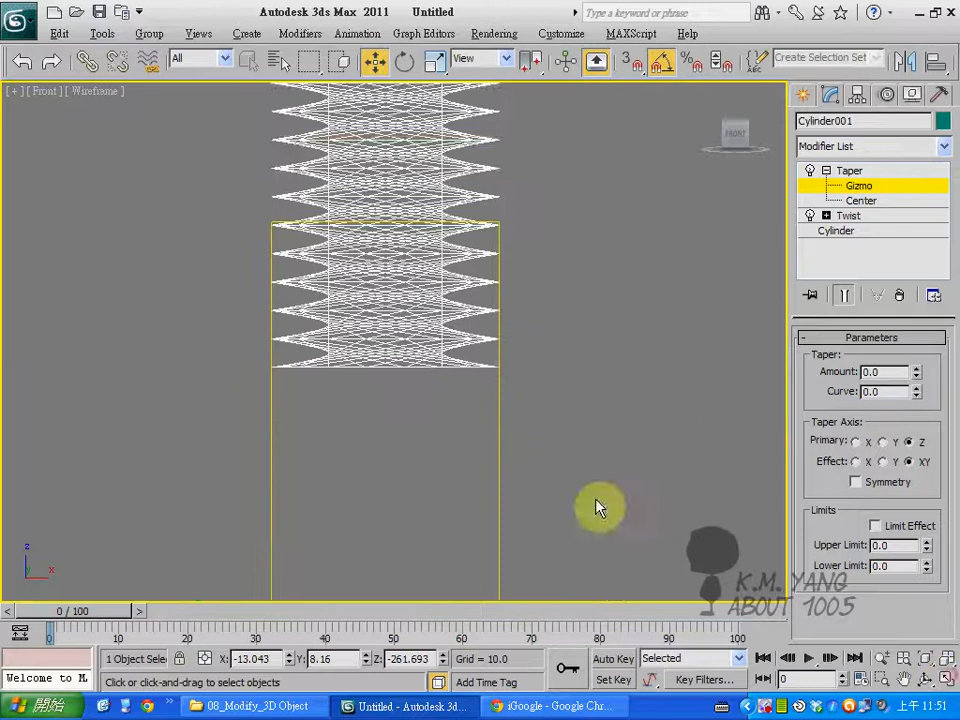 Autodesk 3ds Max 2011 Untitled
Type a keyword or phrase
Edit Tools Group Views Create Modifiers Animation Graph Editors Rendering Customize MAXScript Help
All View 3 % ABC Create Selection Set
[ + ] [ Front ] [ Wireframe ]
FRONT
Cylinder001
Modifier List
Taper
Gizmo
Center
Twist
Cylinder
Parameters
Taper:
Amount: 0.0
Curve: 0.0
Taper Axis:
Primary: X Y Z
Effect: X Y XY
Symmetry
Limits
Limit Effect
Upper Limit: 0.0
Lower Limit: 0.0
K.M. YANG
ABOUT 1005
z
y x
0 / 100
0 10 20 30 40 50 60 70 80 90 100
1 Object Selec X: -13.043 Y: 8.16 Z: -261.693 Grid = 10.0 Auto Key Selected
Welcome to M. Click or click-and-drag to select objects Add Time Tag Set Key Key Filters... 0
開始 08_Modify_3D Object Untitled - Autodesk 3d... iGoogle - Google Chr... 上午 11:51